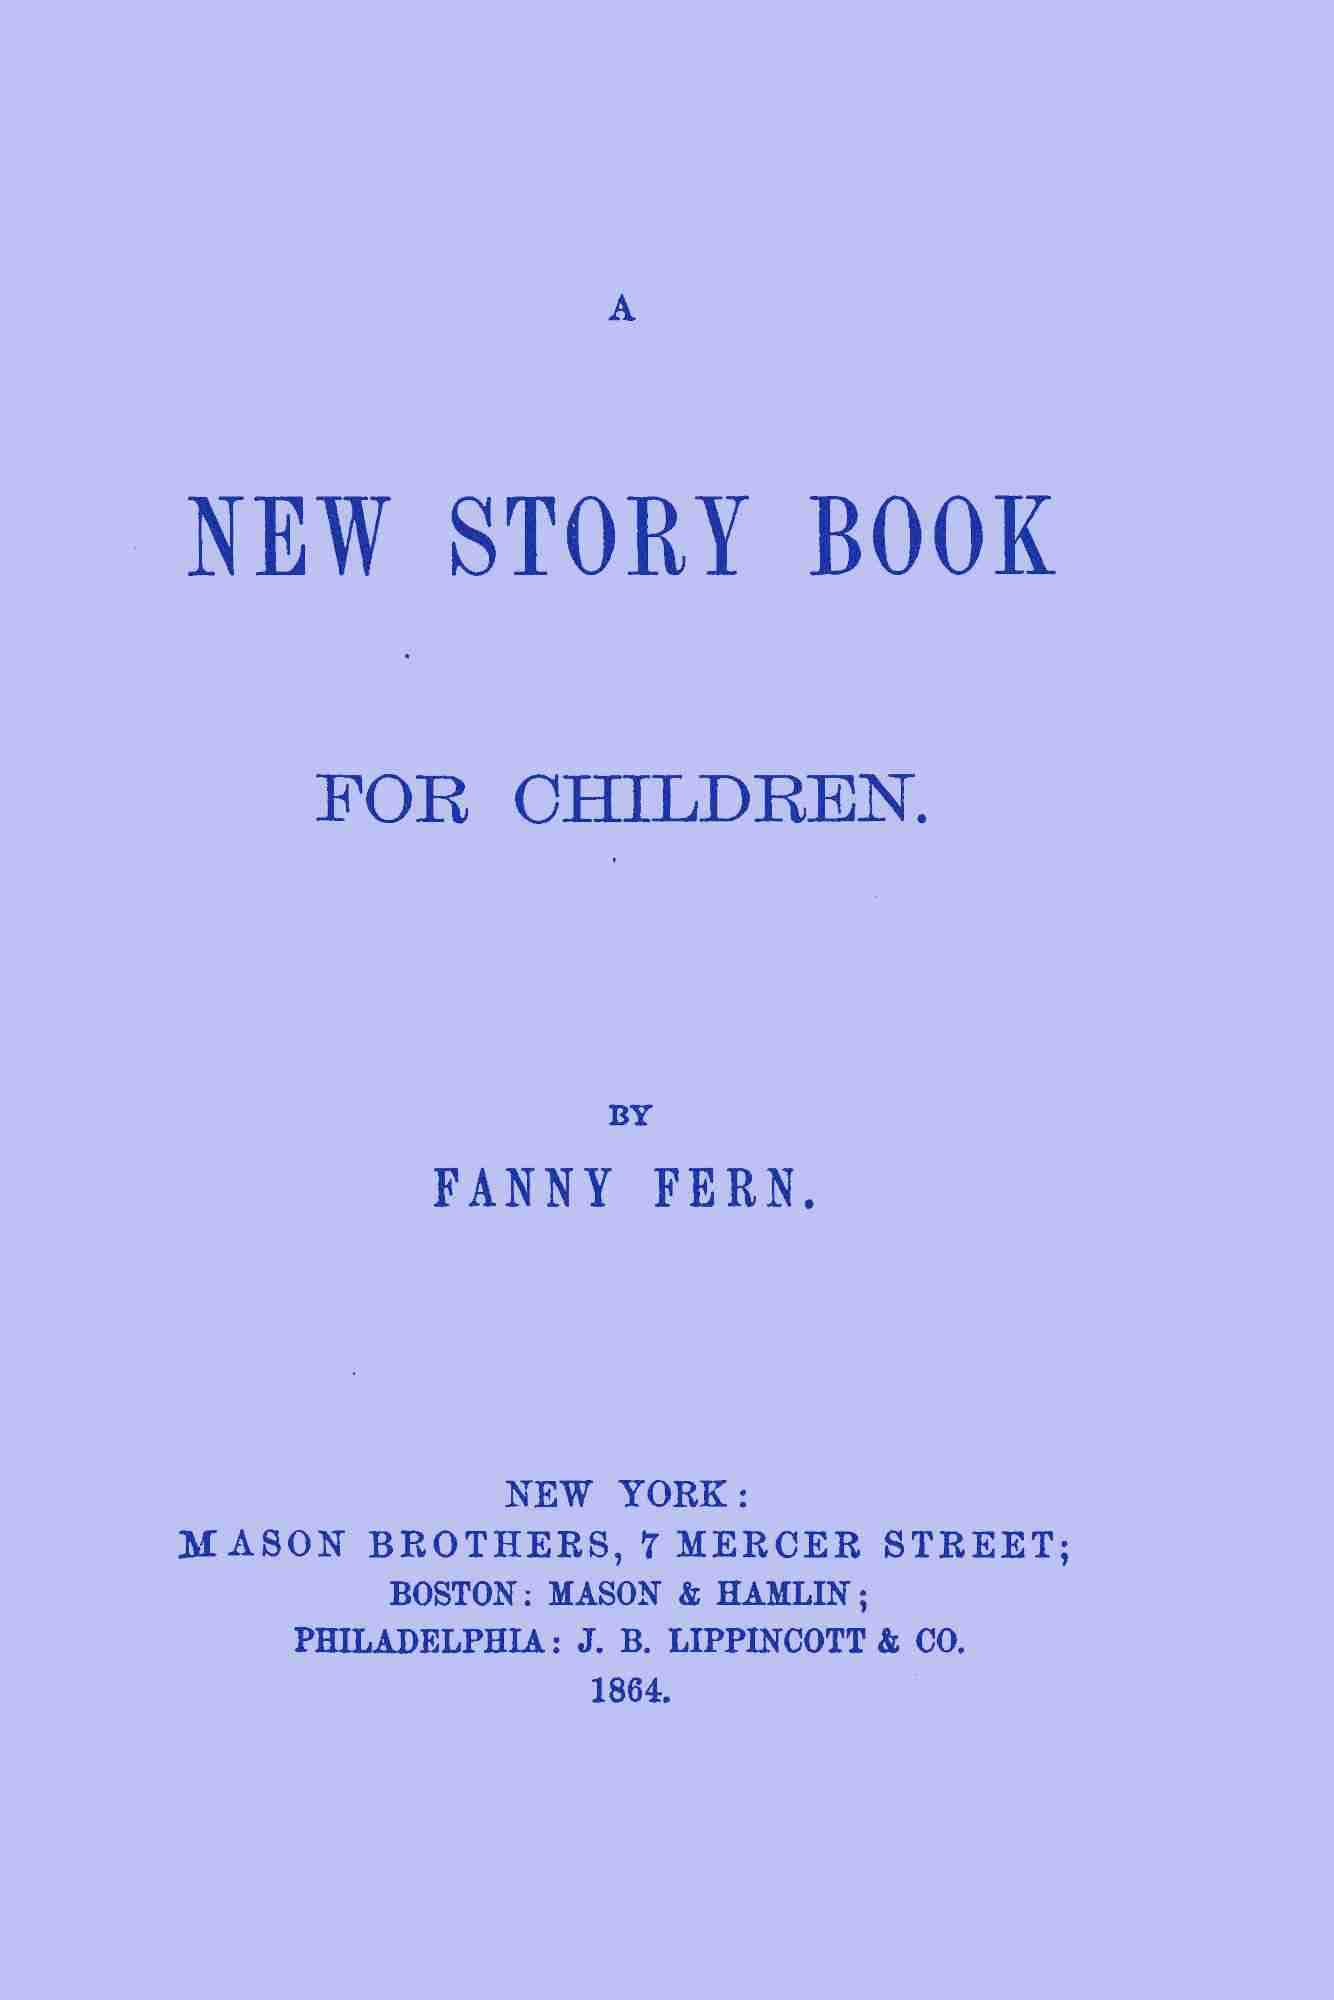 A
NEW STORY BOOK
FOR CHILDREN.
BY
FANNY FERN.
NEW YORK:
MASON BROTHERS, 7 MERCER STREET;
BOSTON: MASON & HAMLIN;
PHILADELPHIA: J. B. LIPPINCOTT & CO.
1864.